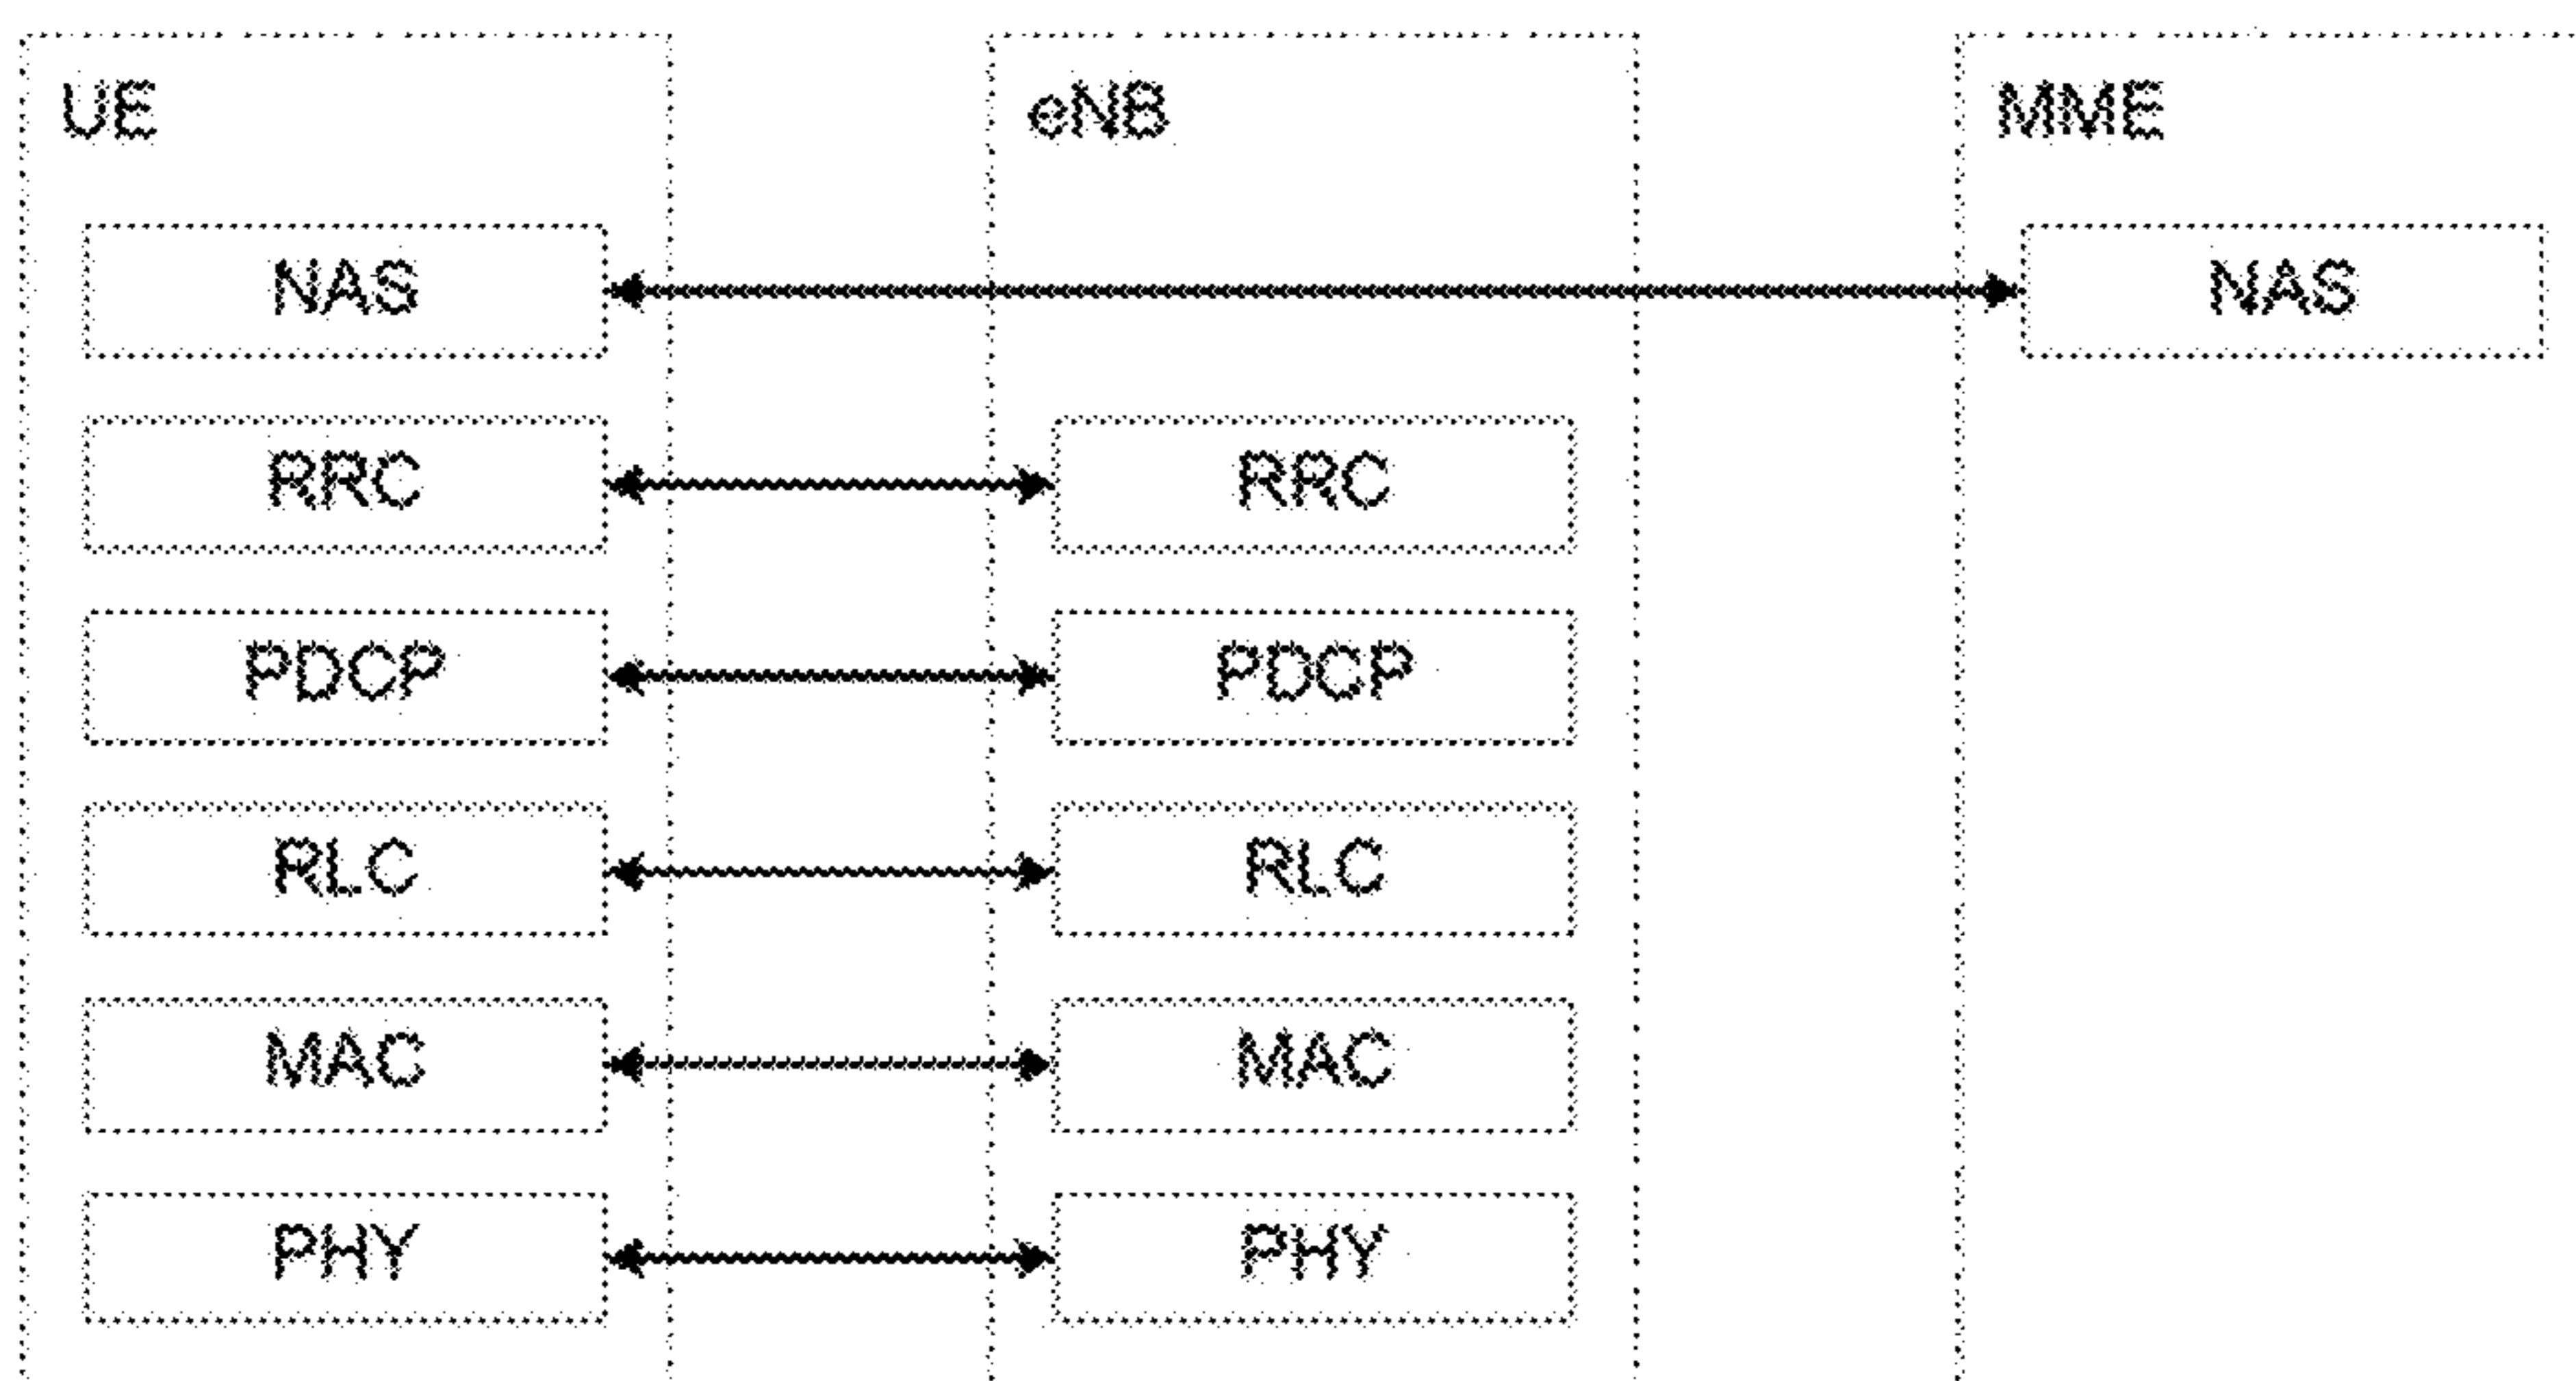 UE eNB MME
NAS NAS
RRC RRC
PDCP PDCP
RLC RLC
MAC MAC
PHY PHY